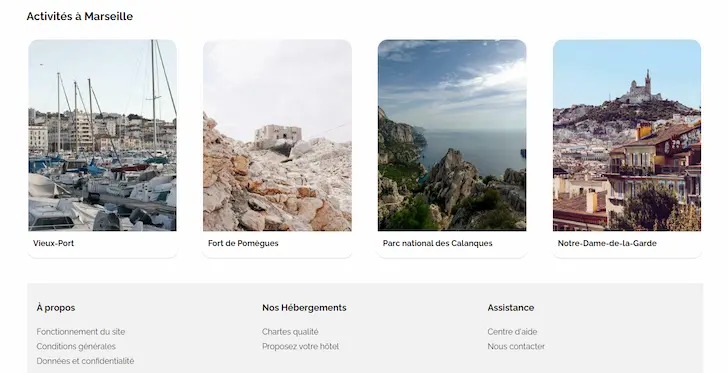 Activités à Marseille
Vieux-Port
Fort de Pomègues
Parc national des Calanques
Notre-Dame-de-la-Garde
À propos
Fonctionnement du site
Conditions générales
Données et confidentialité
Nos Hébergements
Chartes qualité
Proposez votre hôtel
Assistance
Centre d'aide
Nous contacter